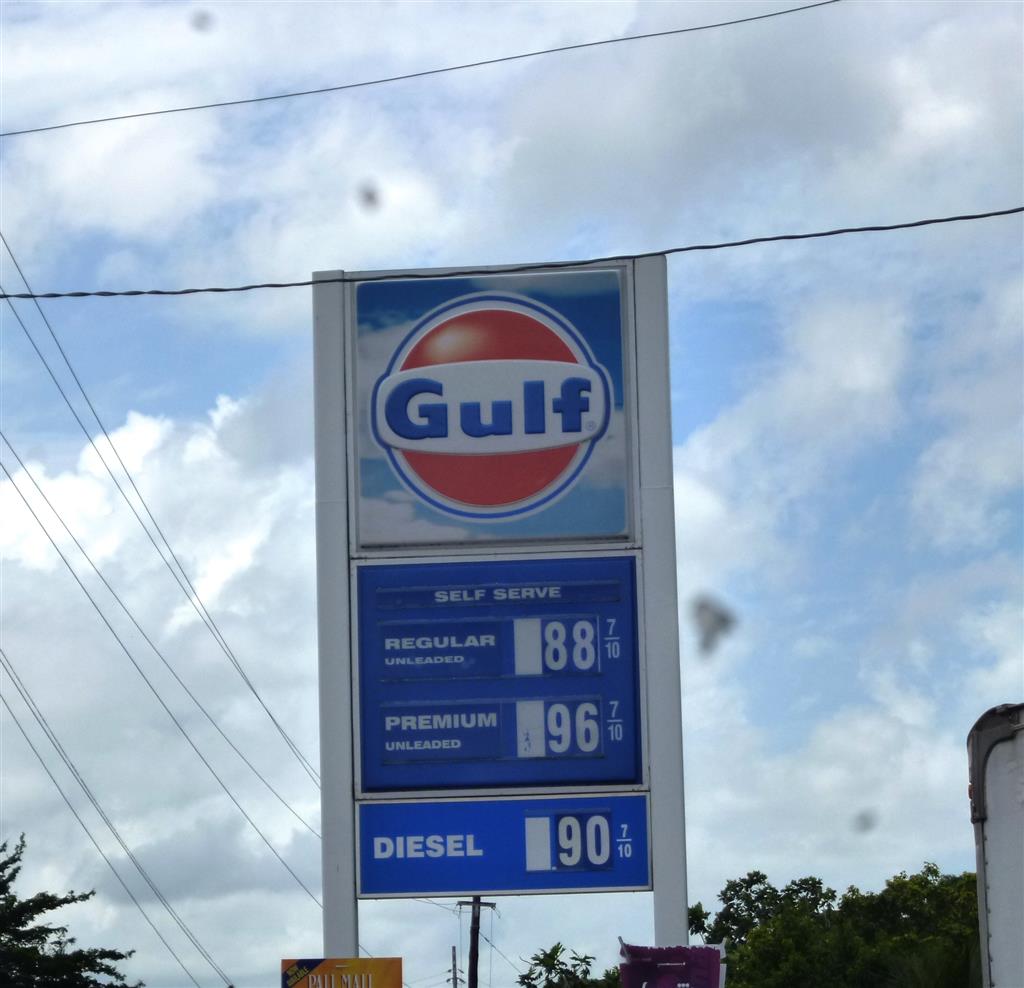 Gulf
SELF SERVE
REGULAR 88 7/10
UNLEADED
PREMIUM 96 7/10
UNLEADED
DIESEL 90 7/10
PALL MALL